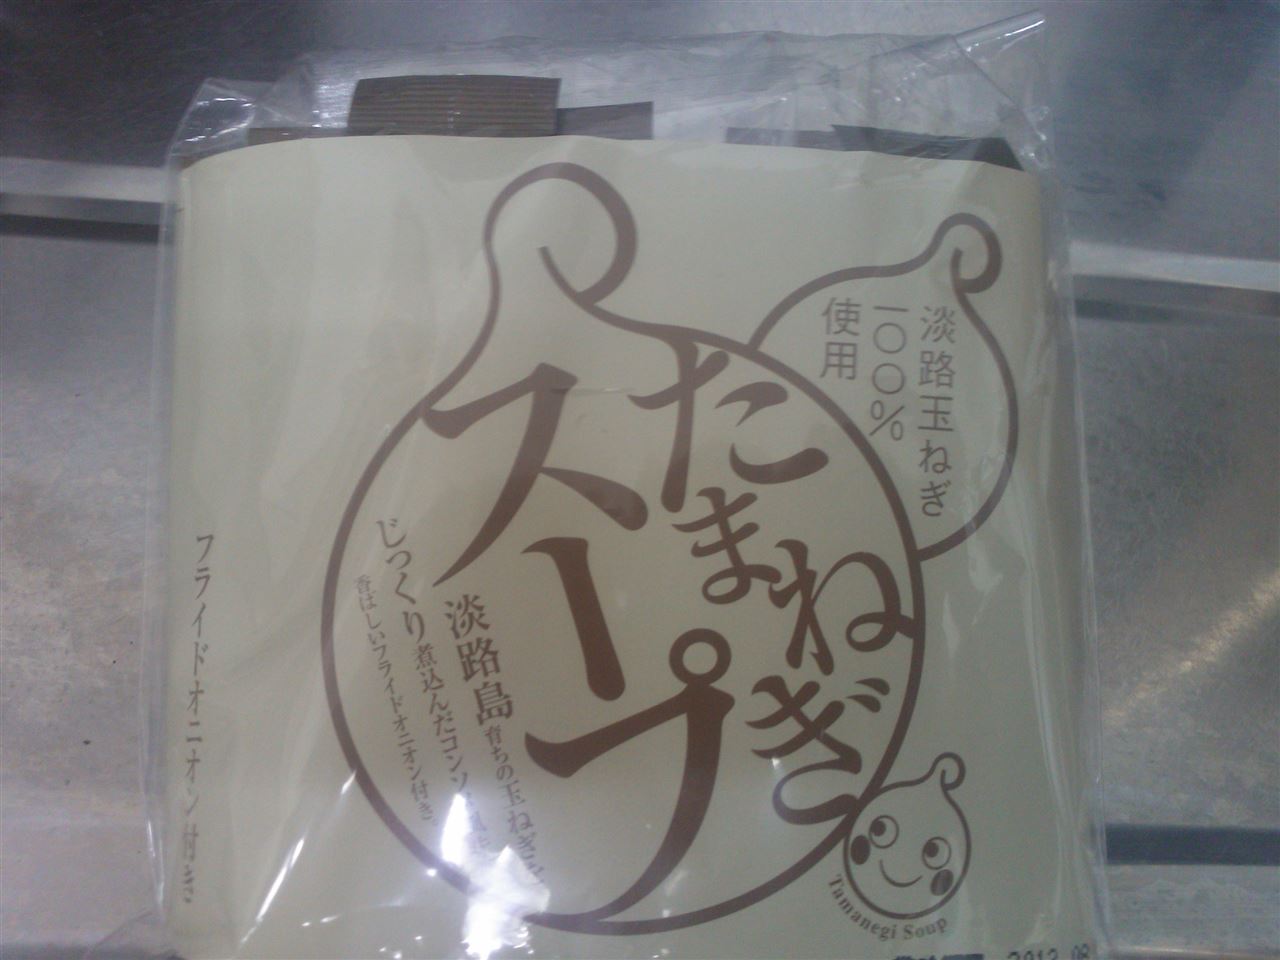 たまねぎ
スープ
淡路玉ねぎ
一〇〇%
使用
淡路島育ちの玉ねぎ
じっくり煮込んだコンソ
香ばしいフライドオニオン付き。
フライドオニオン付き
Tamanegi Soup
2012.08